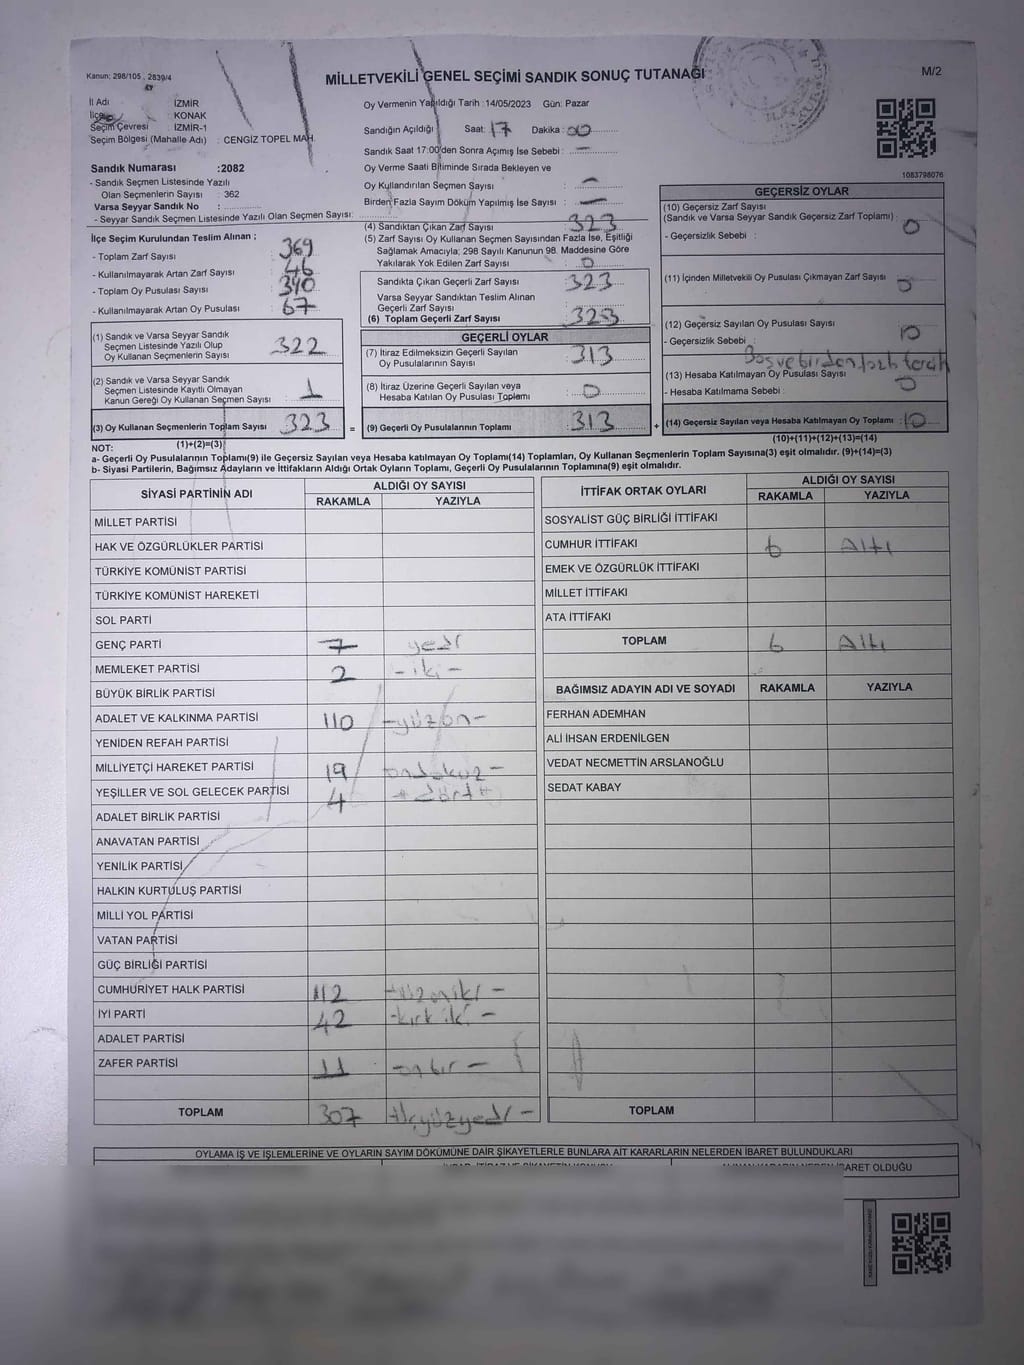 Kanun: 298/105 , 2839/4
MİLLETVEKİLİ GENEL SEÇİMİ SANDIK SONUÇ TUTANAĞI
M/2
İl Adı : İZMİR
İlçe : KONAK
Seçim Çevresi : İZMİR-1
Seçim Bölgesi (Mahalle Adı) : CENGİZ TOPEL MAH.
Oy Vermenin Yapıldığı Tarih : 14/05/2023 Gün: Pazar
Sandığın Açıldığı Saat: 17 Dakika: 00
Sandık Saat 17:00'den Sonra Açımış İse Sebebi : -
Oy Verme Saati Bitiminde Sırada Bekleyen ve
Oy Kullandırılan Seçmen Sayısı : -
Birden Fazla Sayım Döküm Yapılmış İse Sayısı : -
Sandık Numarası :2082
- Sandık Seçmen Listesinde Yazılı
Olan Seçmenlerin Sayısı : 362
Varsa Seyyar Sandık No :
- Seyyar Sandık Seçmen Listesinde Yazılı Olan Seçmen Sayısı:
1083798076
İlçe Seçim Kurulundan Teslim Alınan ;
- Toplam Zarf Sayısı : 369
- Kullanılmayarak Artan Zarf Sayısı : 46
- Toplam Oy Pusulası Sayısı : 340
- Kullanılmayarak Artan Oy Pusulası : 67
(1) Sandık ve Varsa Seyyar Sandık
Seçmen Listesinde Yazılı Olup
Oy Kullanan Seçmenlerin Sayısı : 322
(2) Sandık ve Varsa Seyyar Sandık
Seçmen Listesinde Kayıtlı Olmayan
Kanun Gereği Oy Kullanan Seçmen Sayısı : 1
(3) Oy Kullanan Seçmenlerin Toplam Sayısı 323 =
(1)+(2)=(3)
(4) Sandıktan Çıkan Zarf Sayısı : 323
(5) Zarf Sayısı Oy Kullanan Seçmen Sayısından Fazla İse, Eşitliği
Sağlamak Amacıyla; 298 Sayılı Kanunun 98. Maddesine Göre
Yakılarak Yok Edilen Zarf Sayısı : 0
Sandıkta Çıkan Geçerli Zarf Sayısı : 323
Varsa Seyyar Sandıktan Teslim Alınan
Geçerli Zarf Sayısı :
(6) Toplam Geçerli Zarf Sayısı : 323
GEÇERLİ OYLAR
(7) İtiraz Edilmeksizin Geçerli Sayılan
Oy Pusulalarının Sayısı : 313
(8) İtiraz Üzerine Geçerli Sayılan veya
Hesaba Katılan Oy Pusulası Toplamı : 0
(9) Geçerli Oy Pusulalarının Toplamı : 313 +
GEÇERSİZ OYLAR
(10) Geçersiz Zarf Sayısı
(Sandık ve Varsa Seyyar Sandık Geçersiz Zarf Toplamı) : 0
- Geçersizlik Sebebi :
(11) İçinden Milletvekili Oy Pusulası Çıkmayan Zarf Sayısı 0
(12) Geçersiz Sayılan Oy Pusulası Sayısı : 10
- Geçersizlik Sebebi : Boş ve birden fazla tercih
(13) Hesaba Katılmayan Oy Pusulası Sayısı 0
- Hesaba Katılmama Sebebi :
(14) Geçersiz Sayılan veya Hesaba Katılmayan Oy Toplamı : 10
(10)+(11)+(12)+(13)=(14)
NOT:
a- Geçerli Oy Pusulalarının Toplamı(9) ile Geçersiz Sayılan veya Hesaba katılmayan Oy Toplamı(14) Toplamları, Oy Kullanan Seçmenlerin Toplam Sayısına(3) eşit olmalıdır. (9)+(14)=(3)
b- Siyasi Partilerin, Bağımsız Adayların ve İttifakların Aldığı Ortak Oyların Toplamı, Geçerli Oy Pusulalarının Toplamına(9) eşit olmalıdır.
SİYASİ PARTİNİN ADI ALDIĞI OY SAYISI
RAKAMLA YAZIYLA
MİLLET PARTİSİ
HAK VE ÖZGÜRLÜKLER PARTİSİ
TÜRKİYE KOMÜNİST PARTİSİ
TÜRKİYE KOMÜNİST HAREKETİ
SOL PARTİ
GENÇ PARTİ 7 yedi
MEMLEKET PARTİSİ 2 -iki-
BÜYÜK BİRLİK PARTİSİ
ADALET VE KALKINMA PARTİSİ 110 -yüzon-
YENİDEN REFAH PARTİSİ
MİLLİYETÇİ HAREKET PARTİSİ 19 ondokuz-
YEŞİLLER VE SOL GELECEK PARTİSİ 4 #dört#
ADALET BİRLİK PARTİSİ
ANAVATAN PARTİSİ
YENİLİK PARTİSİ
HALKIN KURTULUŞ PARTİSİ
MİLLİ YOL PARTİSİ
VATAN PARTİSİ
GÜÇ BİRLİĞİ PARTİSİ
CUMHURİYET HALK PARTİSİ 112 -yüzoniki-
İYİ PARTİ 42 -kırkiki-
ADALET PARTİSİ
ZAFER PARTİSİ 11 -onbir-
TOPLAM 307 -üçyüzyedi-
İTTİFAK ORTAK OYLARI ALDIĞI OY SAYISI
RAKAMLA YAZIYLA
SOSYALİST GÜÇ BİRLİĞİ İTTİFAKI
CUMHUR İTTİFAKI 6 Altı
EMEK VE ÖZGÜRLÜK İTTİFAKI
MİLLET İTTİFAKI
ATA İTTİFAKI
TOPLAM 6 Altı
BAĞIMSIZ ADAYIN ADI VE SOYADI RAKAMLA YAZIYLA
FERHAN ADEMHAN
ALİ İHSAN ERDENİLGEN
VEDAT NECMETTİN ARSLANOĞLU
SEDAT KABAY
TOPLAM
OYLAMA İŞ VE İŞLEMLERİNE VE OYLARIN SAYIM DÖKÜMÜNE DAİR ŞİKAYETLERLE BUNLARA AİT KARARLARIN NELERDEN İBARET BULUNDUKLARI
OLDUĞU